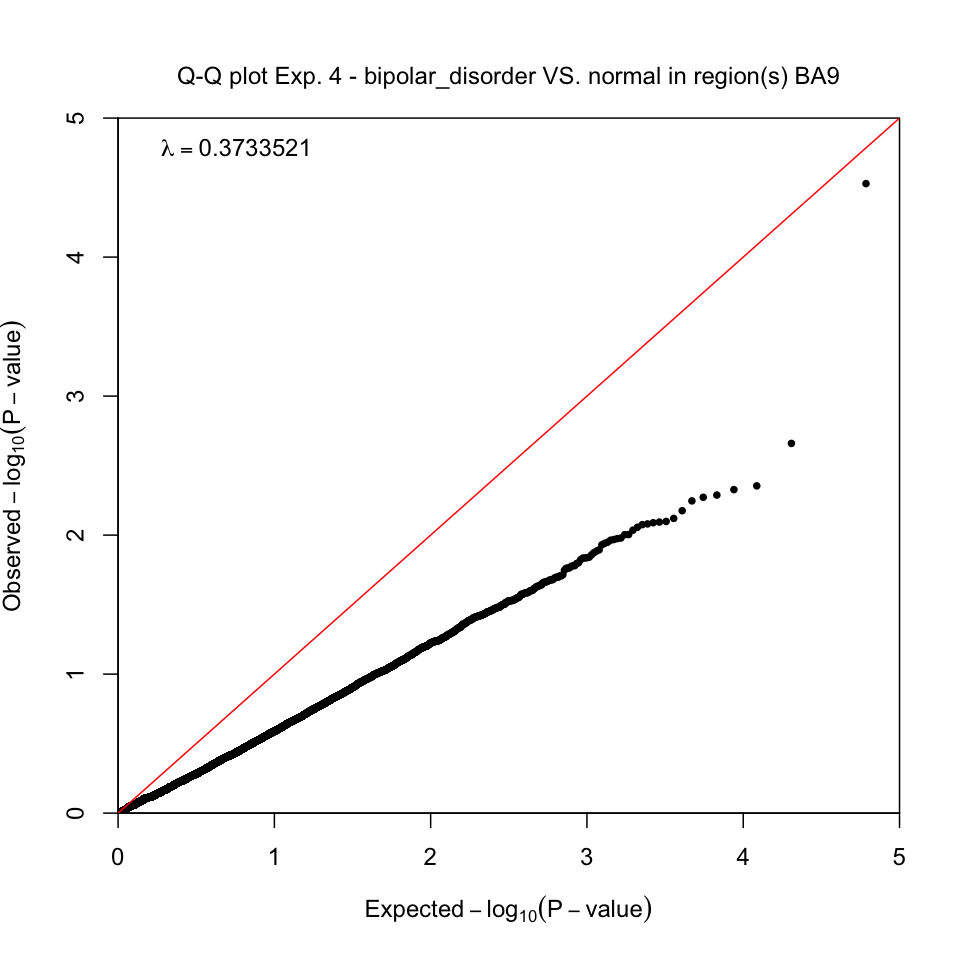 Q-Q plot Exp. 4 - bipolar_disorder VS. normal in region(s) BA9
λ = 0.3733521
5
4
3
2
1
0
Observed − log10(P − value)
0 1 2 3 4 5
Expected − log10(P − value)